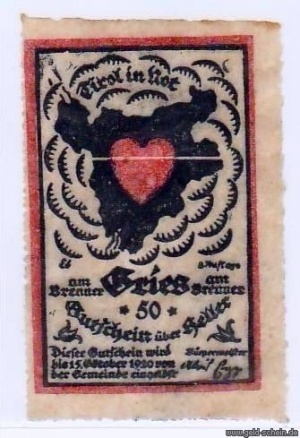 Tirol in Not
3. Auflage
am Brenner Gries am Brenner
* 50 *
Gutschein über Heller
Dieser Gutschein wird Bürgermeister
bis 15. Oktober 1920 von
der Gemeinde eingelöst
www.geld-schein.de